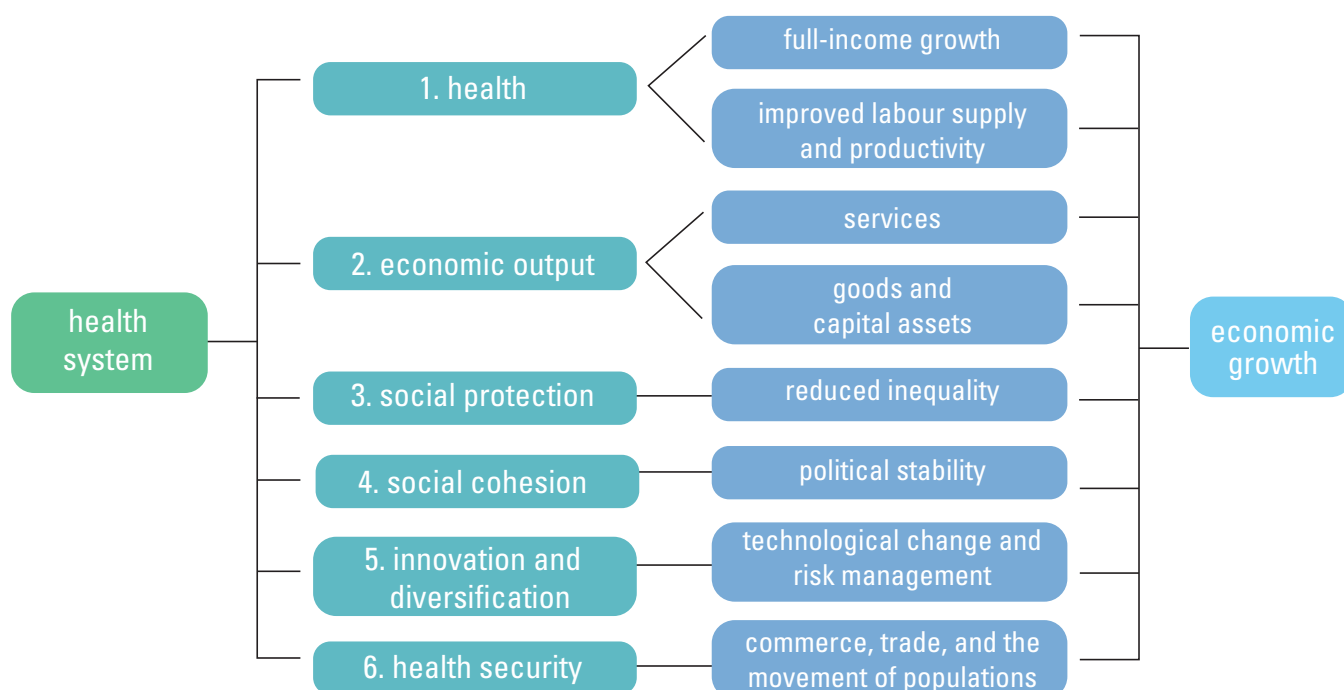 health
system
1. health
2. economic output
3. social protection
4. social cohesion
5. innovation and
diversification
6. health security
full-income growth
improved labour supply
and productivity
services
goods and
capital assets
reduced inequality
political stability
technological change and
risk management
commerce, trade, and the
movement of populations
economic
growth